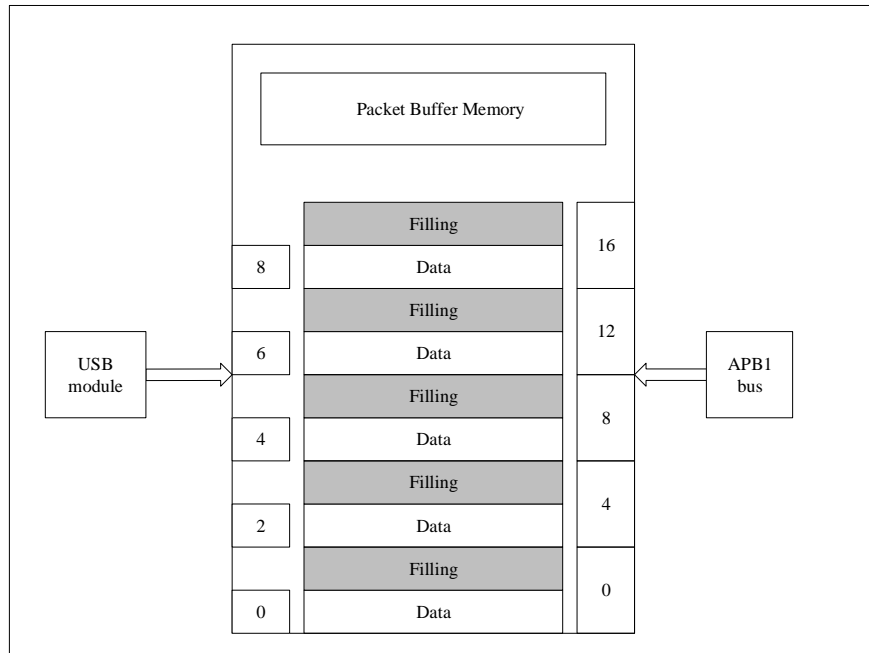 Packet Buffer Memory
Filling
16
8
Data
Filling
12
USB
module
6
Data
APB1
bus
Filling
8
4
Data
Filling
4
2
Data
Filling
0
0
Data